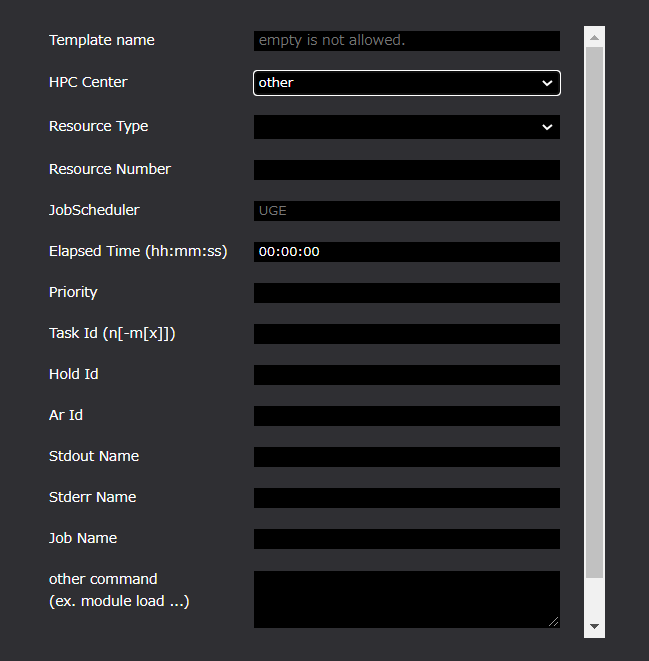 Template name
empty is not allowed.
HPC Center
other
Resource Type
Resource Number
JobScheduler
UGE
Elapsed Time (hh:mm:ss)
00:00:00
Priority
Task Id (n[-m[x]])
Hold Id
Ar Id
Stdout Name
Stderr Name
Job Name
other command
(ex. module load ...)